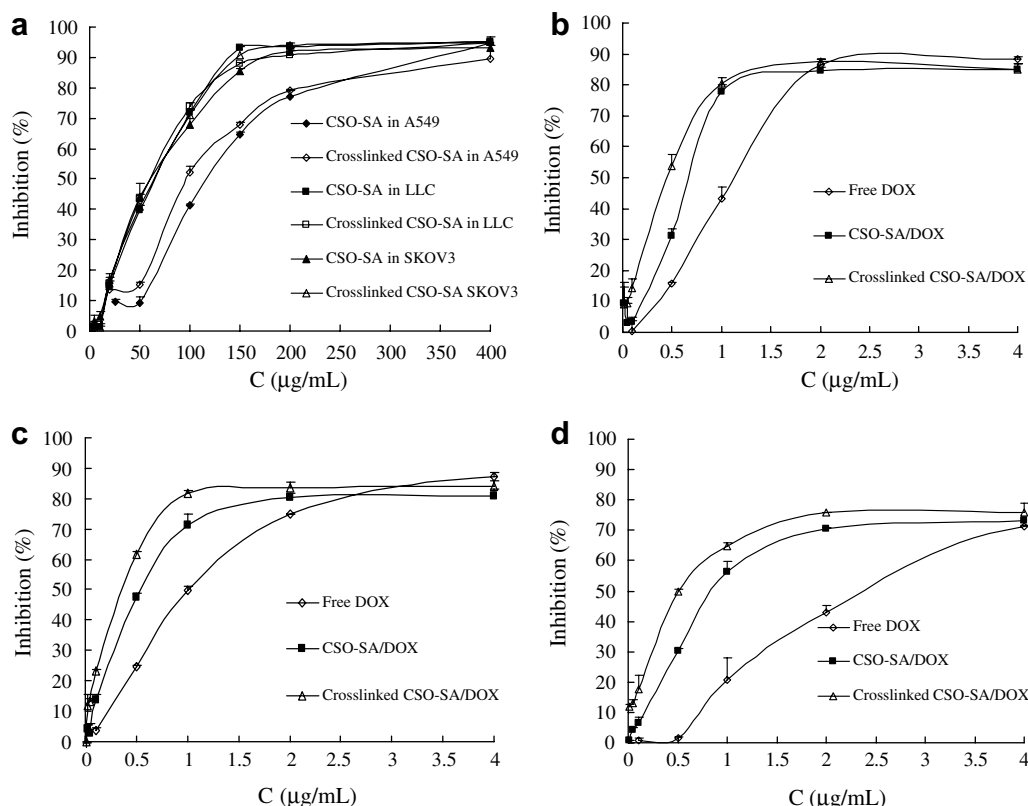 a
Inhibition (%)
100
90
80
70
60
50
40
30
20
10
0
0 50 100 150 200 250 300 350 400
C (μg/mL)
CSO-SA in A549
Crosslinked CSO-SA in A549
CSO-SA in LLC
Crosslinked CSO-SA in LLC
CSO-SA in SKOV3
Crosslinked CSO-SA SKOV3
b
Inhibition (%)
100
90
80
70
60
50
40
30
20
10
0
0 0.5 1 1.5 2 2.5 3 3.5 4
C (μg/mL)
Free DOX
CSO-SA/DOX
Crosslinked CSO-SA/DOX
c
Inhibition (%)
100
90
80
70
60
50
40
30
20
10
0
0 0.5 1 1.5 2 2.5 3 3.5 4
C (μg/mL)
Free DOX
CSO-SA/DOX
Crosslinked CSO-SA/DOX
d
Inhibition (%)
100
90
80
70
60
50
40
30
20
10
0
0 0.5 1 1.5 2 2.5 3 3.5 4
C (μg/mL)
Free DOX
CSO-SA/DOX
Crosslinked CSO-SA/DOX